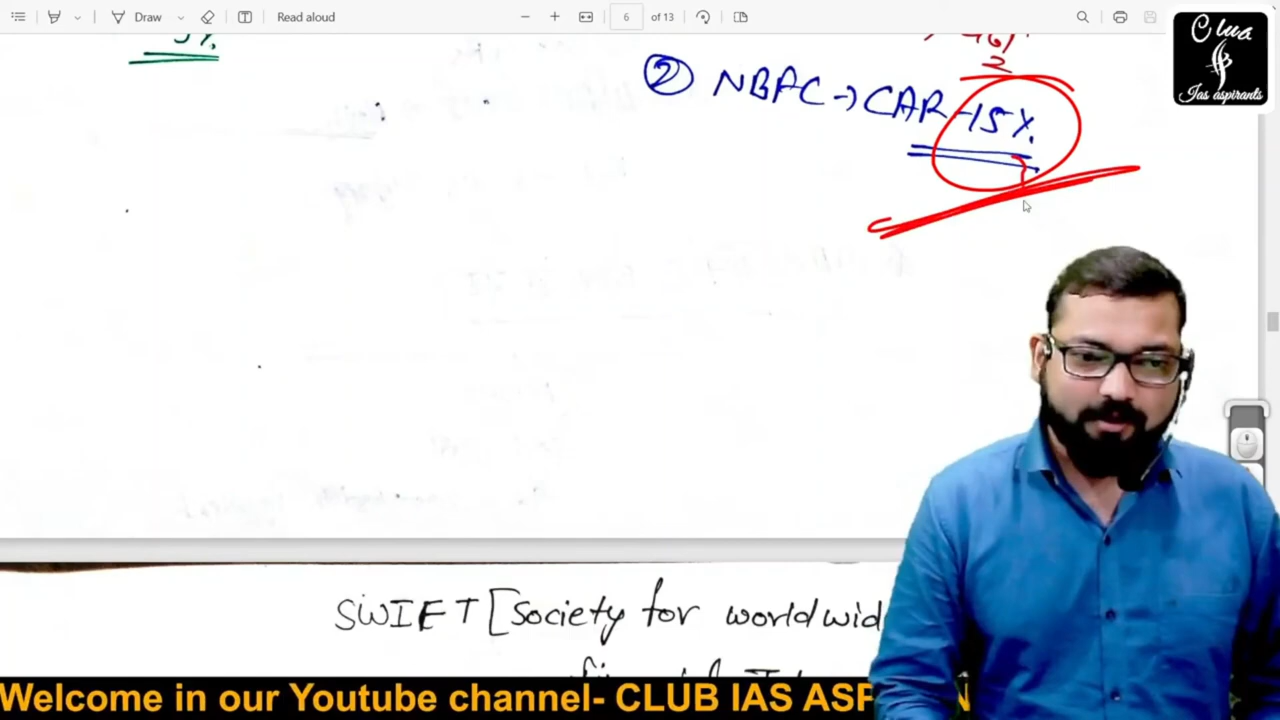 Draw
Read aloud
6
of 13
Club
Ias aspirants
② NBFC → CAR - 15%.
SWIFT [Society for worldwid
Welcome in our Youtube channel- CLUB IAS ASP N